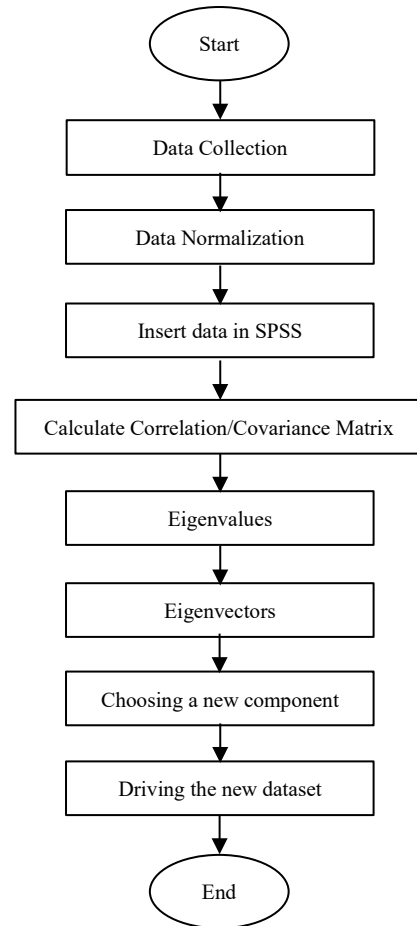 Start
Data Collection
Data Normalization
Insert data in SPSS
Calculate Correlation/Covariance Matrix
Eigenvalues
Eigenvectors
Choosing a new component
Driving the new dataset
End